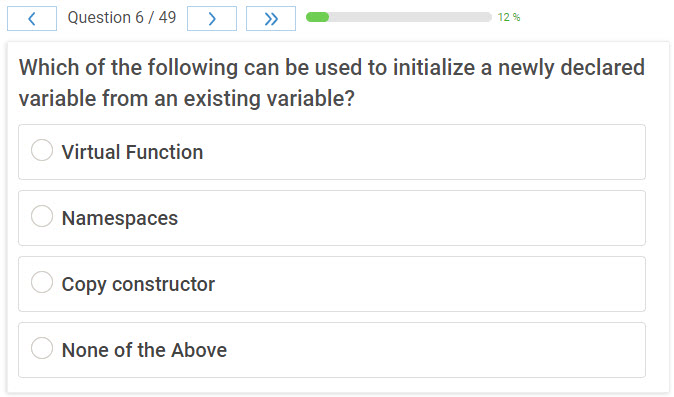 Question 6 / 49
12 %
Which of the following can be used to initialize a newly declared
variable from an existing variable?
Virtual Function
Namespaces
Copy constructor
None of the Above